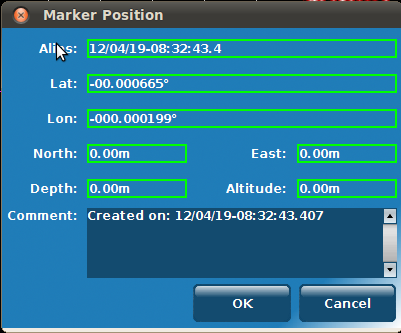 Marker Position
Alias: 12/04/19-08:32:43.4
Lat: -00.000665°
Lon: -000.000199°
North: 0.00m East: 0.00m
Depth: 0.00m Altitude: 0.00m
Comment: Created on: 12/04/19-08:32:43.407
OK Cancel